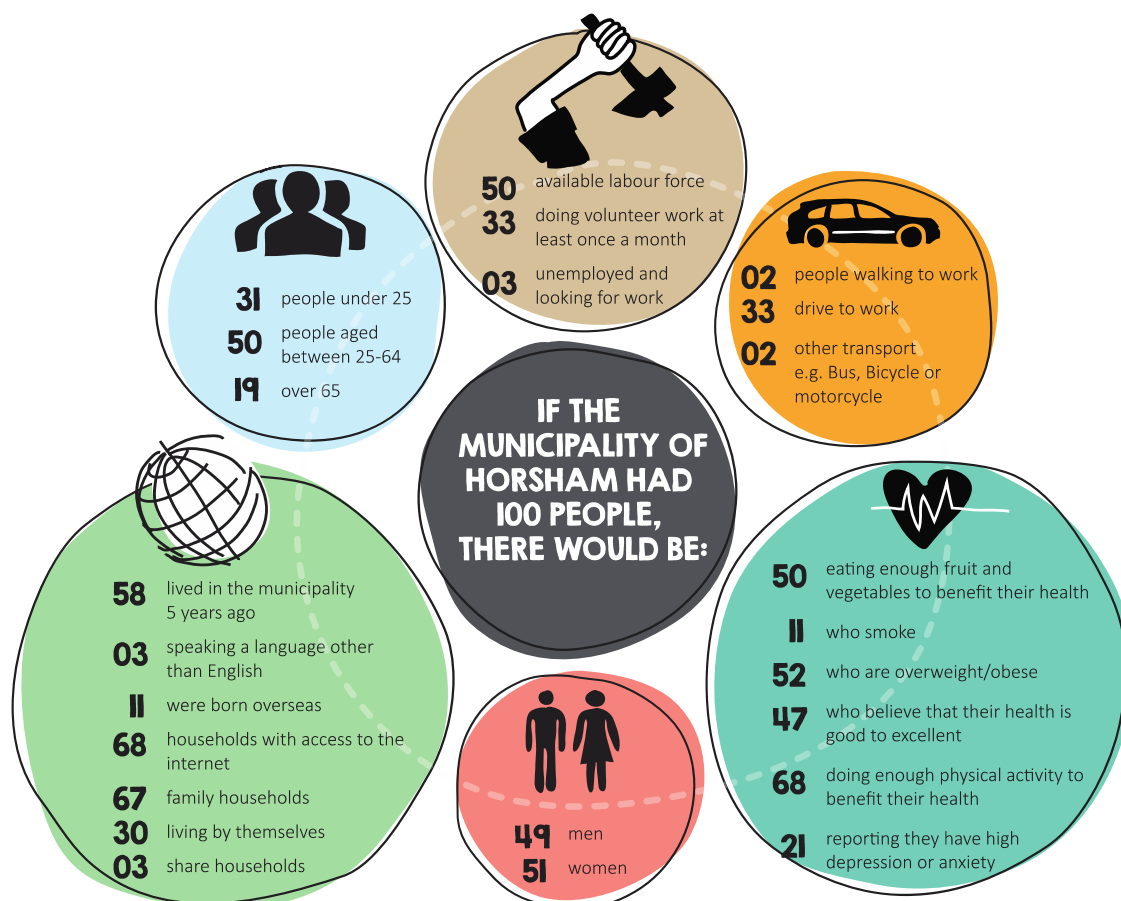 50 available labour force
33 doing volunteer work at
least once a month
03 unemployed and
looking for work
31 people under 25
50 people aged
between 25-64
19 over 65
02 people walking to work
33 drive to work
02 other transport
e.g. Bus, Bicycle or
motorcycle
IF THE
MUNICIPALITY OF
HORSHAM HAD
100 PEOPLE,
THERE WOULD BE:
58 lived in the municipality
5 years ago
03 speaking a language other
than English
11 were born overseas
68 households with access to the
internet
67 family households
30 living by themselves
03 share households
49 men
51 women
50 eating enough fruit and
vegetables to benefit their health
11 who smoke
52 who are overweight/obese
47 who believe that their health is
good to excellent
68 doing enough physical activity to
benefit their health
21 reporting they have high
depression or anxiety